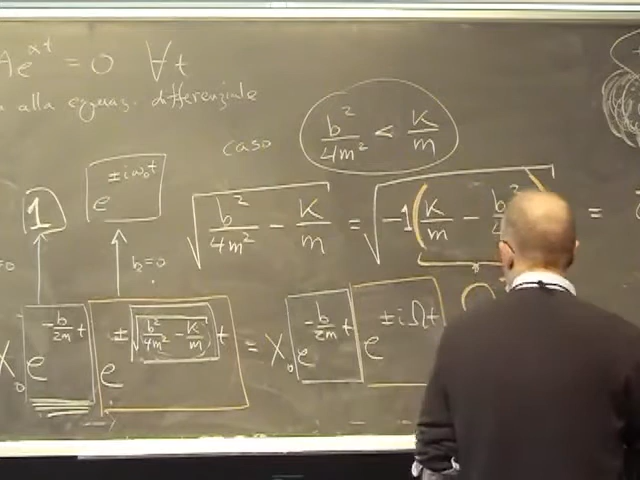 Ae^{αt} = 0 ∀t
alla equaz. differenziale
caso b²/4m² < K/m
1 e^{±iω₀t}
√(b²/4m² − K/m) = √(−1(K/m − b²/4 =
=0 b=0
X₀ e^{−b/2m t} e^{±√(b²/4m² − K/m) t} = X₀ e^{−b/2m t} e^{±iΩt}